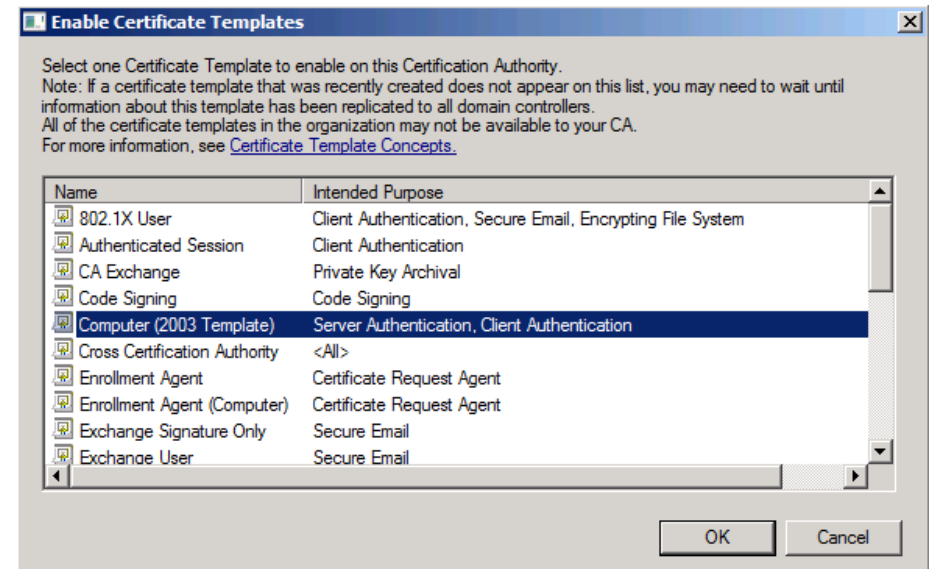 Enable Certificate Templates
Select one Certificate Template to enable on this Certification Authority.
Note: If a certificate template that was recently created does not appear on this list, you may need to wait until
information about this template has been replicated to all domain controllers.
All of the certificate templates in the organization may not be available to your CA.
For more information, see Certificate Template Concepts.
Name Intended Purpose
802.1X User Client Authentication, Secure Email, Encrypting File System
Authenticated Session Client Authentication
CA Exchange Private Key Archival
Code Signing Code Signing
Computer (2003 Template) Server Authentication, Client Authentication
Cross Certification Authority <All>
Enrollment Agent Certificate Request Agent
Enrollment Agent (Computer) Certificate Request Agent
Exchange Signature Only Secure Email
Exchange User Secure Email
OK Cancel